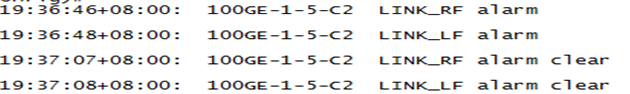 19:36:46+08:00: 100GE-1-5-C2 LINK_RF alarm
19:36:48+08:00: 100GE-1-5-C2 LINK_LF alarm
19:37:07+08:00: 100GE-1-5-C2 LINK_RF alarm clear
19:37:08+08:00: 100GE-1-5-C2 LINK_LF alarm clear